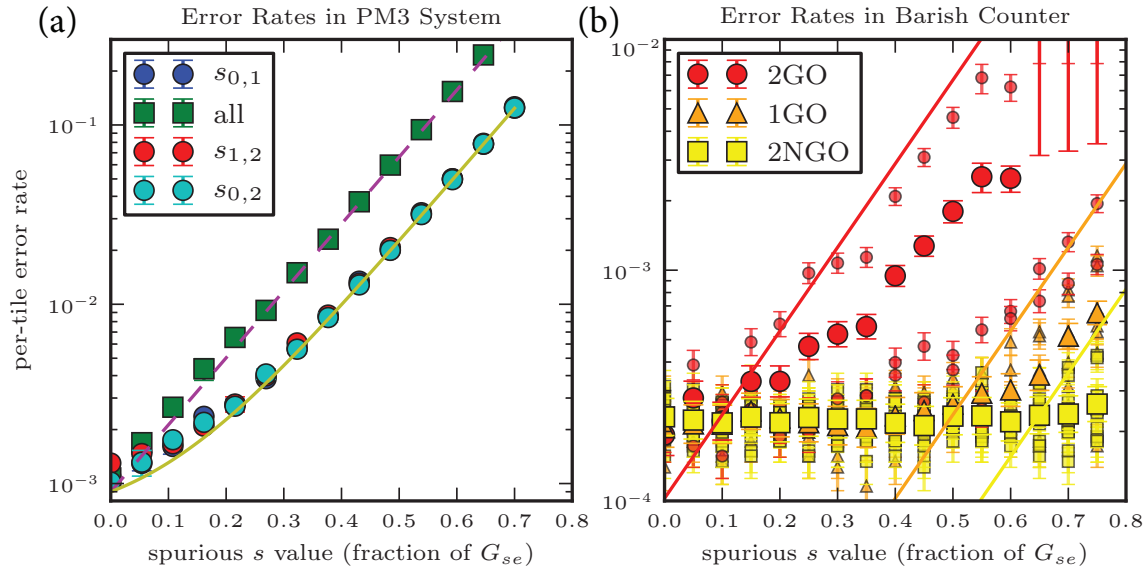 (a)
Error Rates in PM3 System
s0,1
all
s1,2
s0,2
per-tile error rate
10−1
10−2
10−3
0.0 0.1 0.2 0.3 0.4 0.5 0.6 0.7 0.8
spurious s value (fraction of Gse)
(b)
Error Rates in Barish Counter
2GO
1GO
2NGO
10−2
10−3
10−4
0.0 0.1 0.2 0.3 0.4 0.5 0.6 0.7 0.8
spurious s value (fraction of Gse)